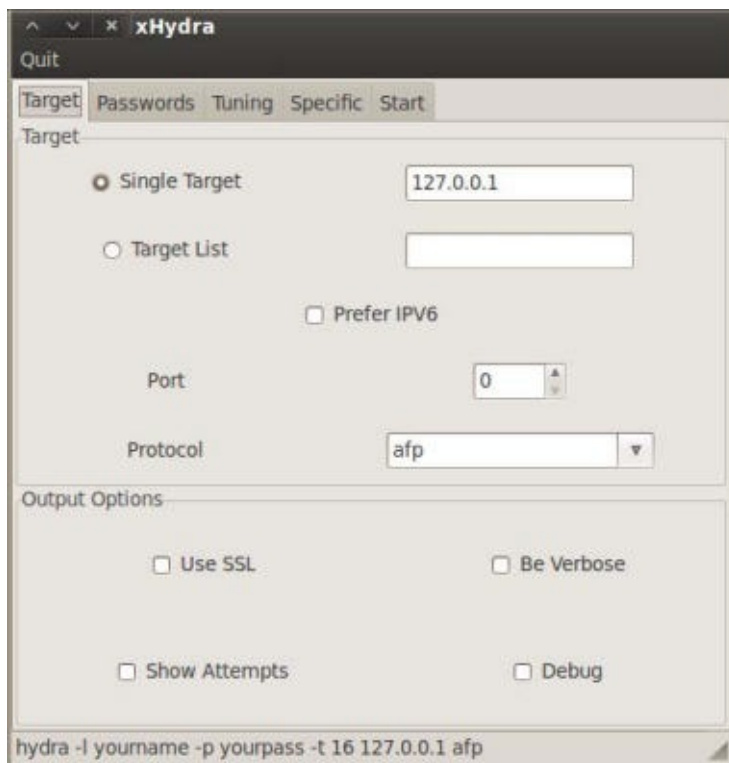 xHydra
Quit
Target Passwords Tuning Specific Start
Target
Single Target 127.0.0.1
Target List
Prefer IPV6
Port 0
Protocol afp
Output Options
Use SSL Be Verbose
Show Attempts Debug
hydra -l yourname -p yourpass -t 16 127.0.0.1 afp